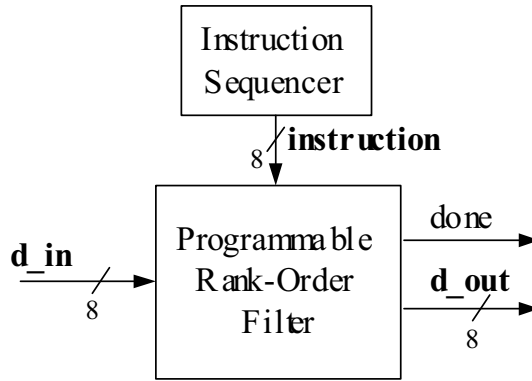 Instruction
Sequencer
8
instruction
d_in
8
Programmable
Rank-Order
Filter
done
d_out
8